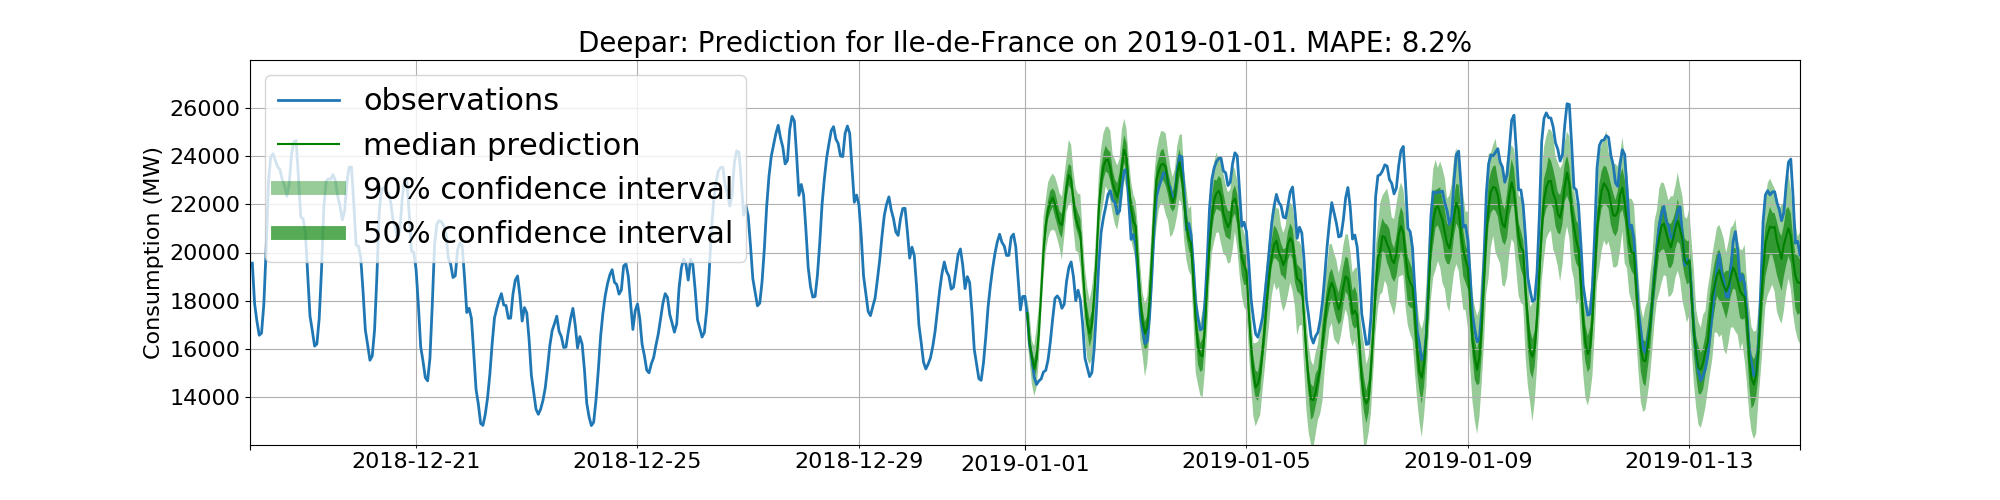 Deepar: Prediction for Ile-de-France on 2019-01-01. MAPE: 8.2%
observations
median prediction
90% confidence interval
50% confidence interval
Consumption (MW)
26000
24000
22000
20000
18000
16000
14000
2018-12-21
2018-12-25
2018-12-29
2019-01-01
2019-01-05
2019-01-09
2019-01-13